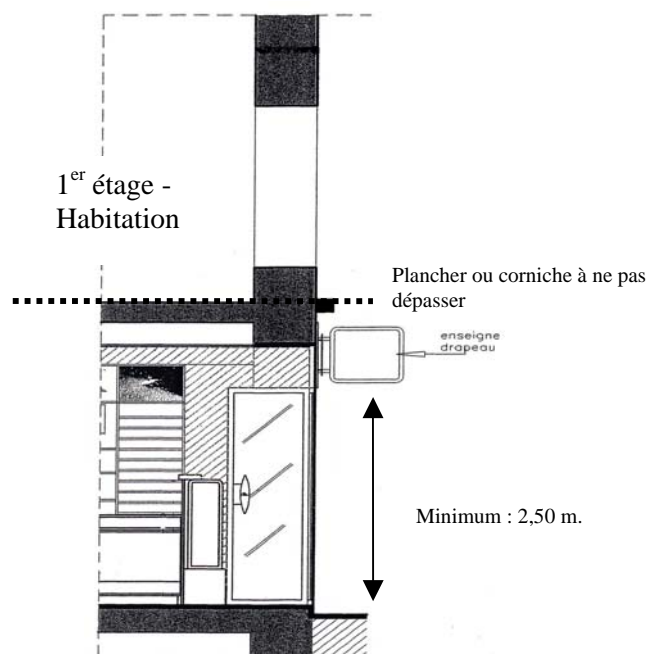 1er étage -
Habitation
Plancher ou corniche à ne pas
dépasser
enseigne
drapeau
Minimum : 2,50 m.